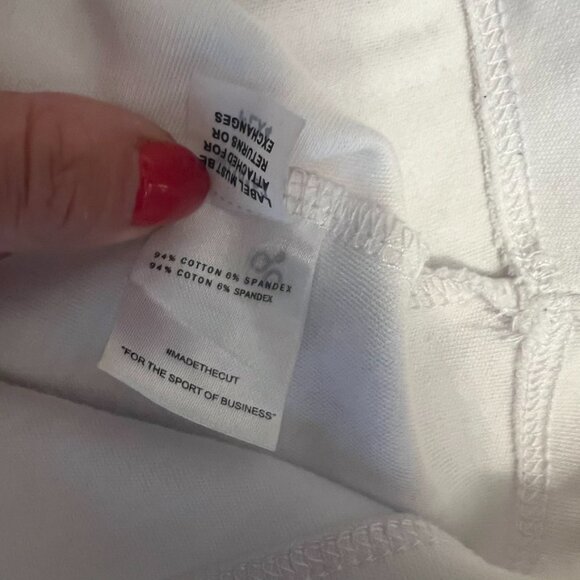 LABEL MUST BE
ATTACHED FOR
RETURNS OR
EXCHANGES
94% COTTON 6% SPANDEX
94% COTON 6% SPANDEX
#MADETHECUT
"FOR THE SPORT OF BUSINESS"